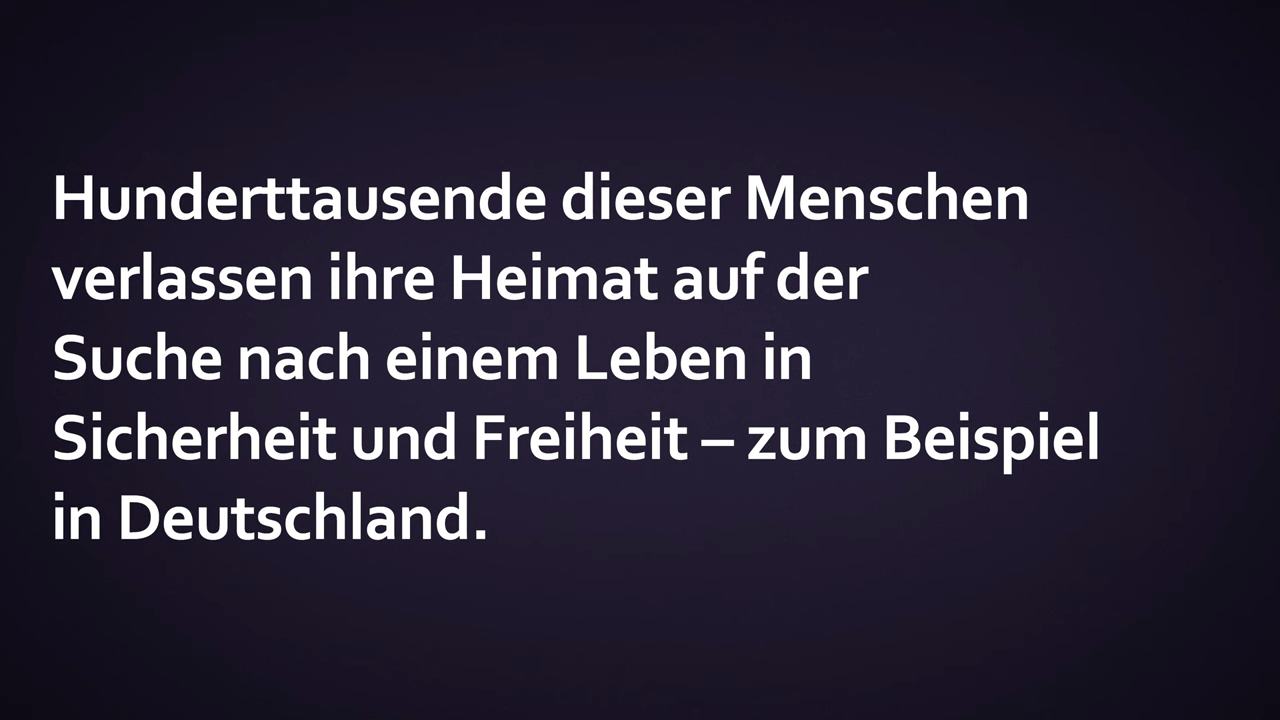 Hunderttausende dieser Menschen
verlassen ihre Heimat auf der
Suche nach einem Leben in
Sicherheit und Freiheit – zum Beispiel
in Deutschland.